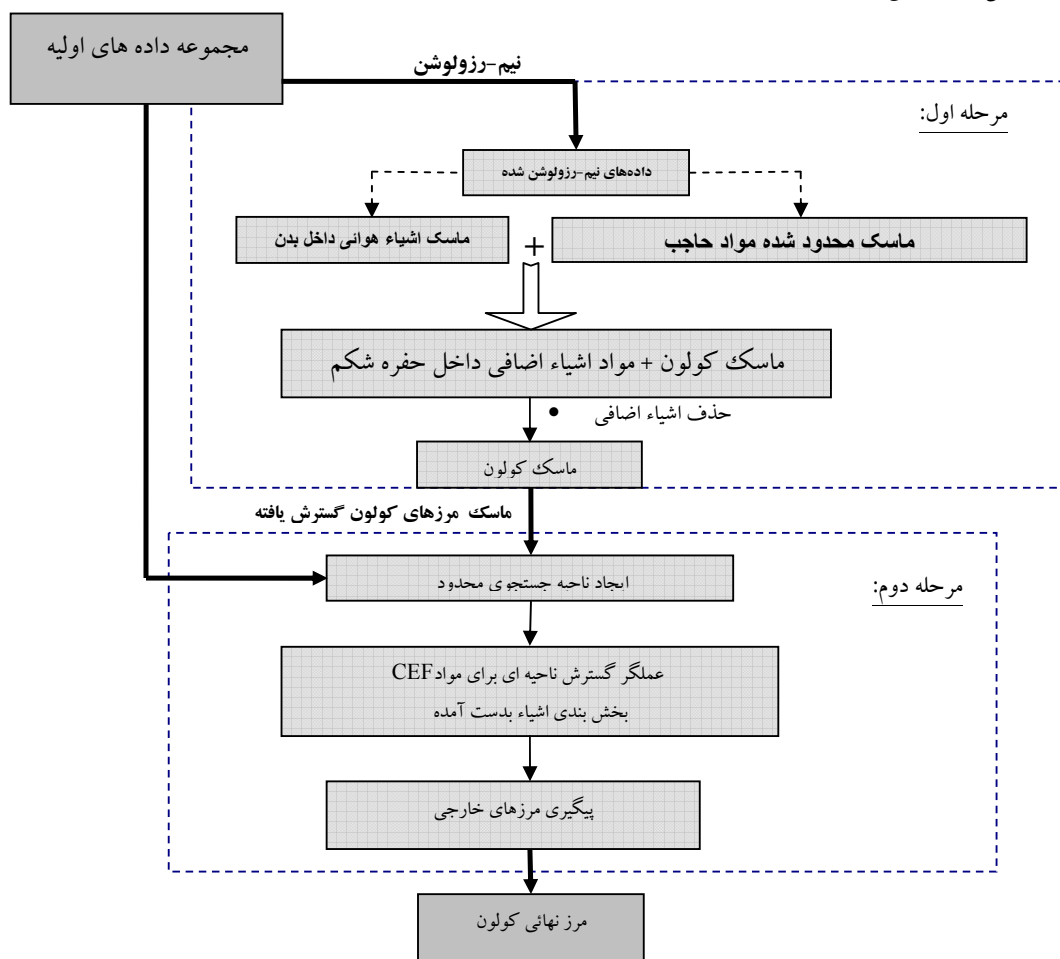 مجموعه داده های اولیه
نیم-رزولوشن
مرحله اول:
داده‌های نیم-رزولوشن شده
ماسک محدود شده مواد حاجب
+
ماسک اشیاء هوائی داخل بدن
ماسک کولون + مواد اشیاء اضافی داخل حفره شکم
• حذف اشیاء اضافی
ماسک کولون
ماسک مرزهای کولون گسترش یافته
ایجاد ناحیه جستجوی محدود
مرحله دوم:
عملگر گسترش ناحیه ای برای موادCEF
بخش بندی اشیاء بدست آمده
پیگیری مرزهای خارجی
مرز نهائی کولون